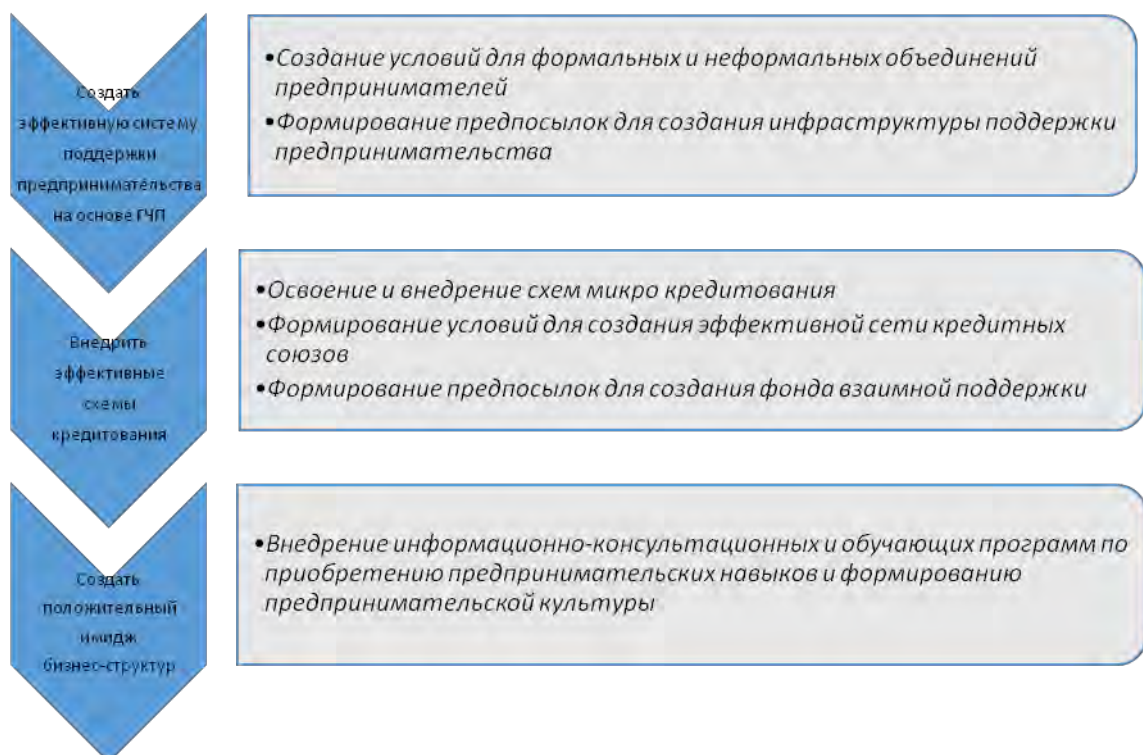 Создать
эффективную систему
поддержки
предпринимательства
на основе ГЧП
•Создание условий для формальных и неформальных объединений
предпринимателей
•Формирование предпосылок для создания инфраструктуры поддержки
предпринимательства
Внедрить
эффективные
схемы
кредитования
•Освоение и внедрение схем микро кредитования
•Формирование условий для создания эффективной сети кредитных
союзов
•Формирование предпосылок для создания фонда взаимной поддержки
Создать
положительный
имидж
бизнес-структур
•Внедрение информационно-консультационных и обучающих программ по
приобретению предпринимательских навыков и формированию
предпринимательской культуры